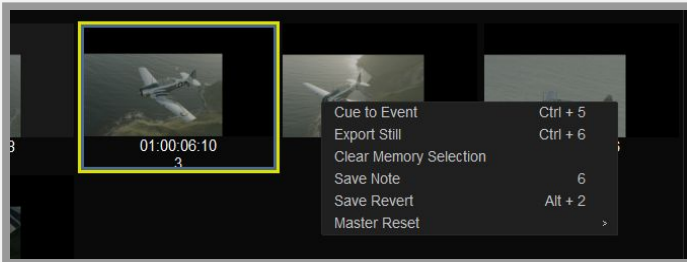 3
01:00:06:10
3
Cue to Event Ctrl + 5
Export Still Ctrl + 6
Clear Memory Selection
Save Note 6
Save Revert Alt + 2
Master Reset >